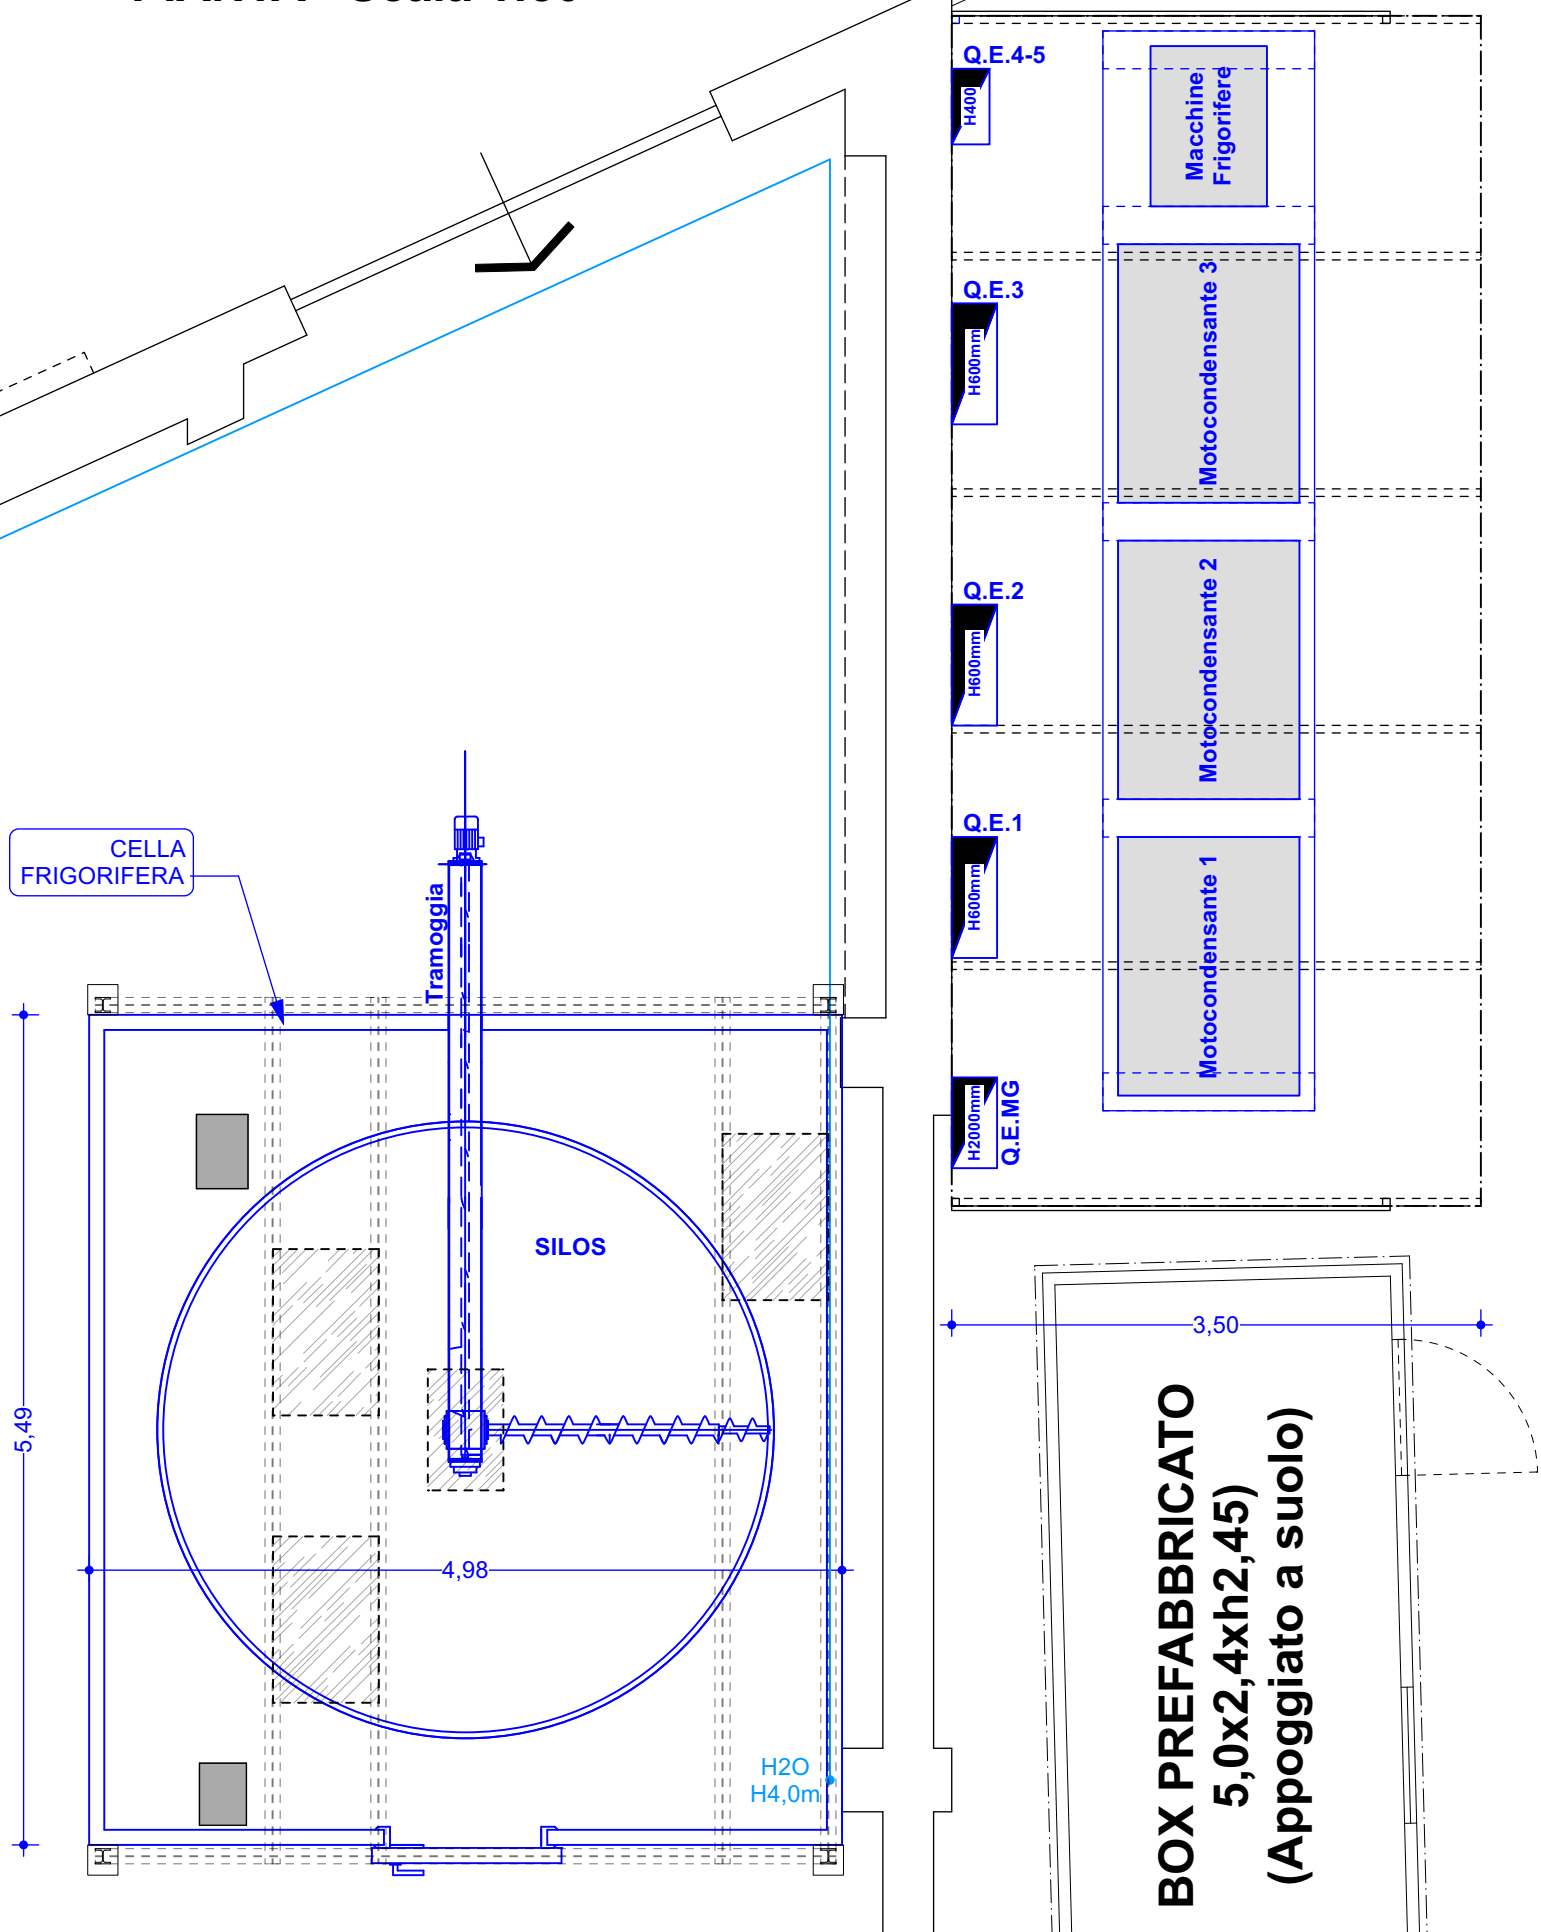 Q.E.4-5
H400
Macchine
Frigorifere
Q.E.3
H600mm
Motocondensante 3
Q.E.2
H600mm
Motocondensante 2
Q.E.1
H600mm
Motocondensante 1
CELLA
FRIGORIFERA
Tramoggia
H2000mm
Q.E.MG
SILOS
3,50
5,49
4,98
H2O
H4,0m
BOX PREFABBRICATO
5,0x2,4xh2,45)
(Appoggiato a suolo)